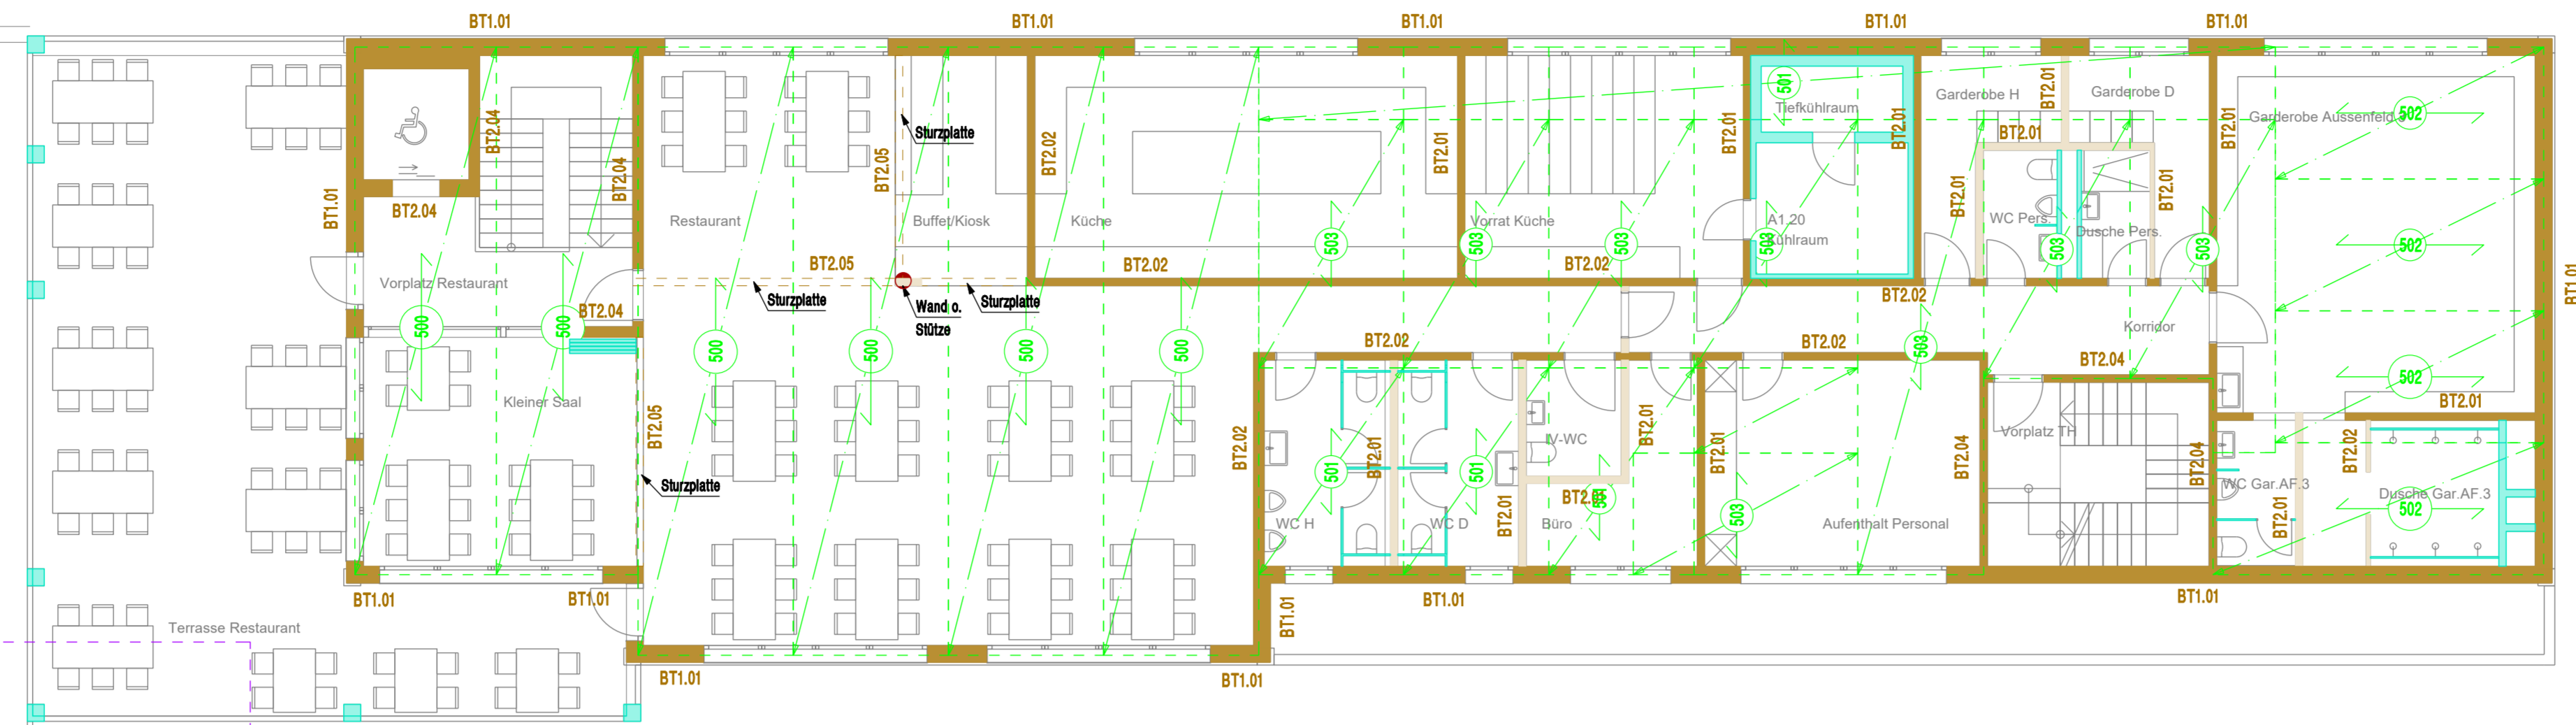 BT1.01
BT1.01
BT1.01
BT1.01
BT1.01
501
Tiefkühlraum
Garderobe H
BT2.01
Garderobe D
Garderobe Aussenfeld 3
502
BT2.04
Sturzplatte
BT2.02
BT2.01
BT2.01
BT2.01
BT2.01
BT2.01
BT2.05
BT2.04
BT1.01
BT2.04
BT2.01
BT2.01
Restaurant
Buffet/Kiosk
Küche
Vorrat Küche
A1.20
Kühlraum
WC Pers.
Dusche Pers.
503
503
503
503
503
503
502
BT2.05
BT2.02
BT2.02
BT2.02
BT1.01
Vorplatz Restaurant
Sturzplatte
Wand o.
Stütze
Sturzplatte
BT2.04
Korridor
500
500
500
500
500
500
BT2.02
BT2.02
503
BT2.04
502
Kleiner Saal
BT2.05
BT2.02
BT2.01
BT2.01
BT2.01
BT2.04
Vorplatz TH
BT2.04
BT2.01
BT2.02
IV-WC
Sturzplatte
501
501
BT2.01
BT2.01
503
WC Gar.AF.3
Dusche Gar.AF.3
502
BT2.01
WC H
WC D
Büro
Aufenthalt Personal
BT1.01
BT1.01
BT1.01
BT1.01
BT1.01
Terrasse Restaurant
BT1.01
BT1.01